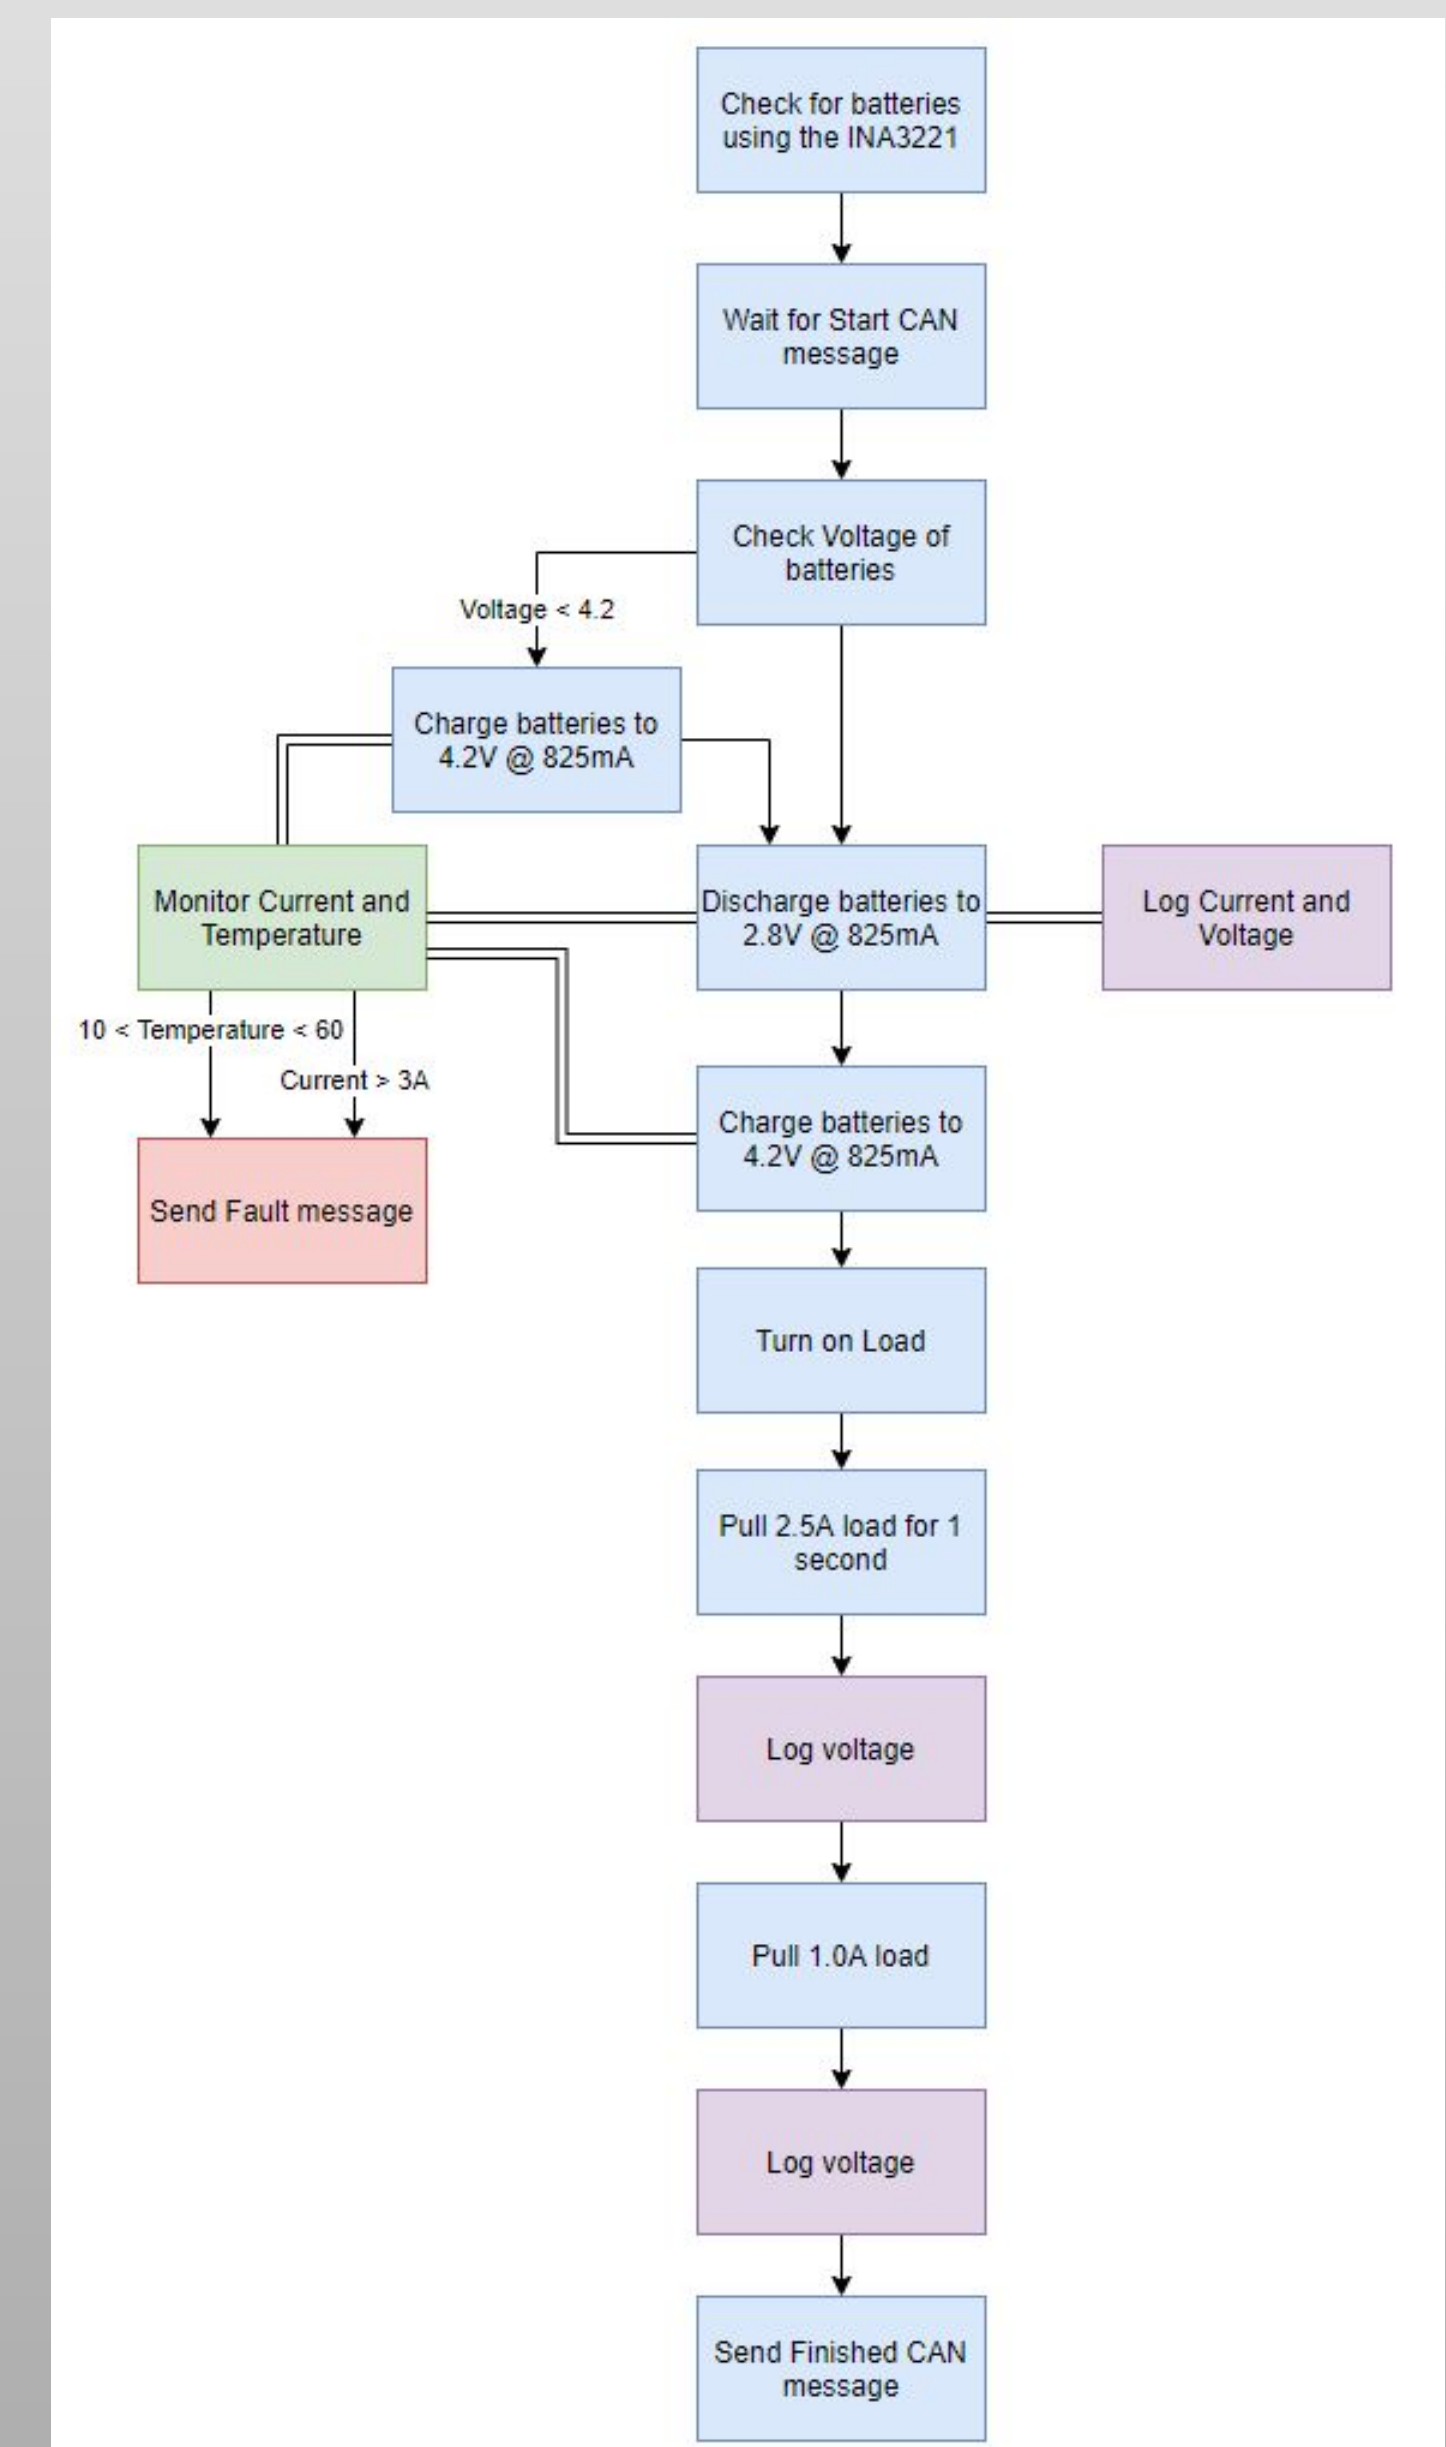 Check for batteries
using the INA3221
Wait for Start CAN
message
Check Voltage of
batteries
Voltage < 4.2
Charge batteries to
4.2V @ 825mA
Monitor Current and
Temperature
Discharge batteries to
2.8V @ 825mA
Log Current and
Voltage
10 < Temperature < 60
Current > 3A
Charge batteries to
4.2V @ 825mA
Send Fault message
Turn on Load
Pull 2.5A load for 1
second
Log voltage
Pull 1.0A load
Log voltage
Send Finished CAN
message